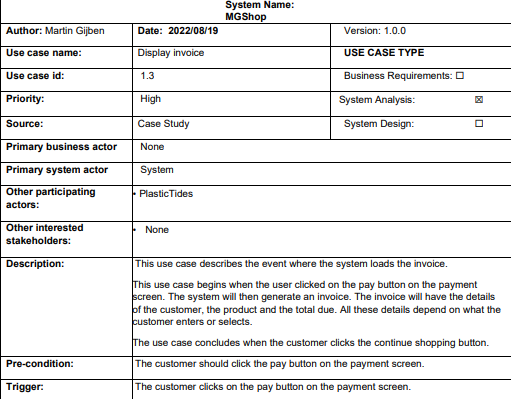 System Name:
MGShop
Author: Martin Gijben Date: 2022/08/19 Version: 1.0.0
Use case name: Display invoice USE CASE TYPE
Use case id: 1.3 Business Requirements: ☐
Priority: High System Analysis: ☒
Source: Case Study System Design: ☐
Primary business actor None
Primary system actor System
Other participating
actors:
• PlasticTides
Other interested
stakeholders:
• None
Description: This use case describes the event where the system loads the invoice.
This use case begins when the user clicked on the pay button on the payment
screen. The system will then generate an invoice. The invoice will have the details
of the customer, the product and the total due. All these details depend on what the
customer enters or selects.
The use case concludes when the customer clicks the continue shopping button.
Pre-condition: The customer should click the pay button on the payment screen.
Trigger: The customer clicks on the pay button on the payment screen.